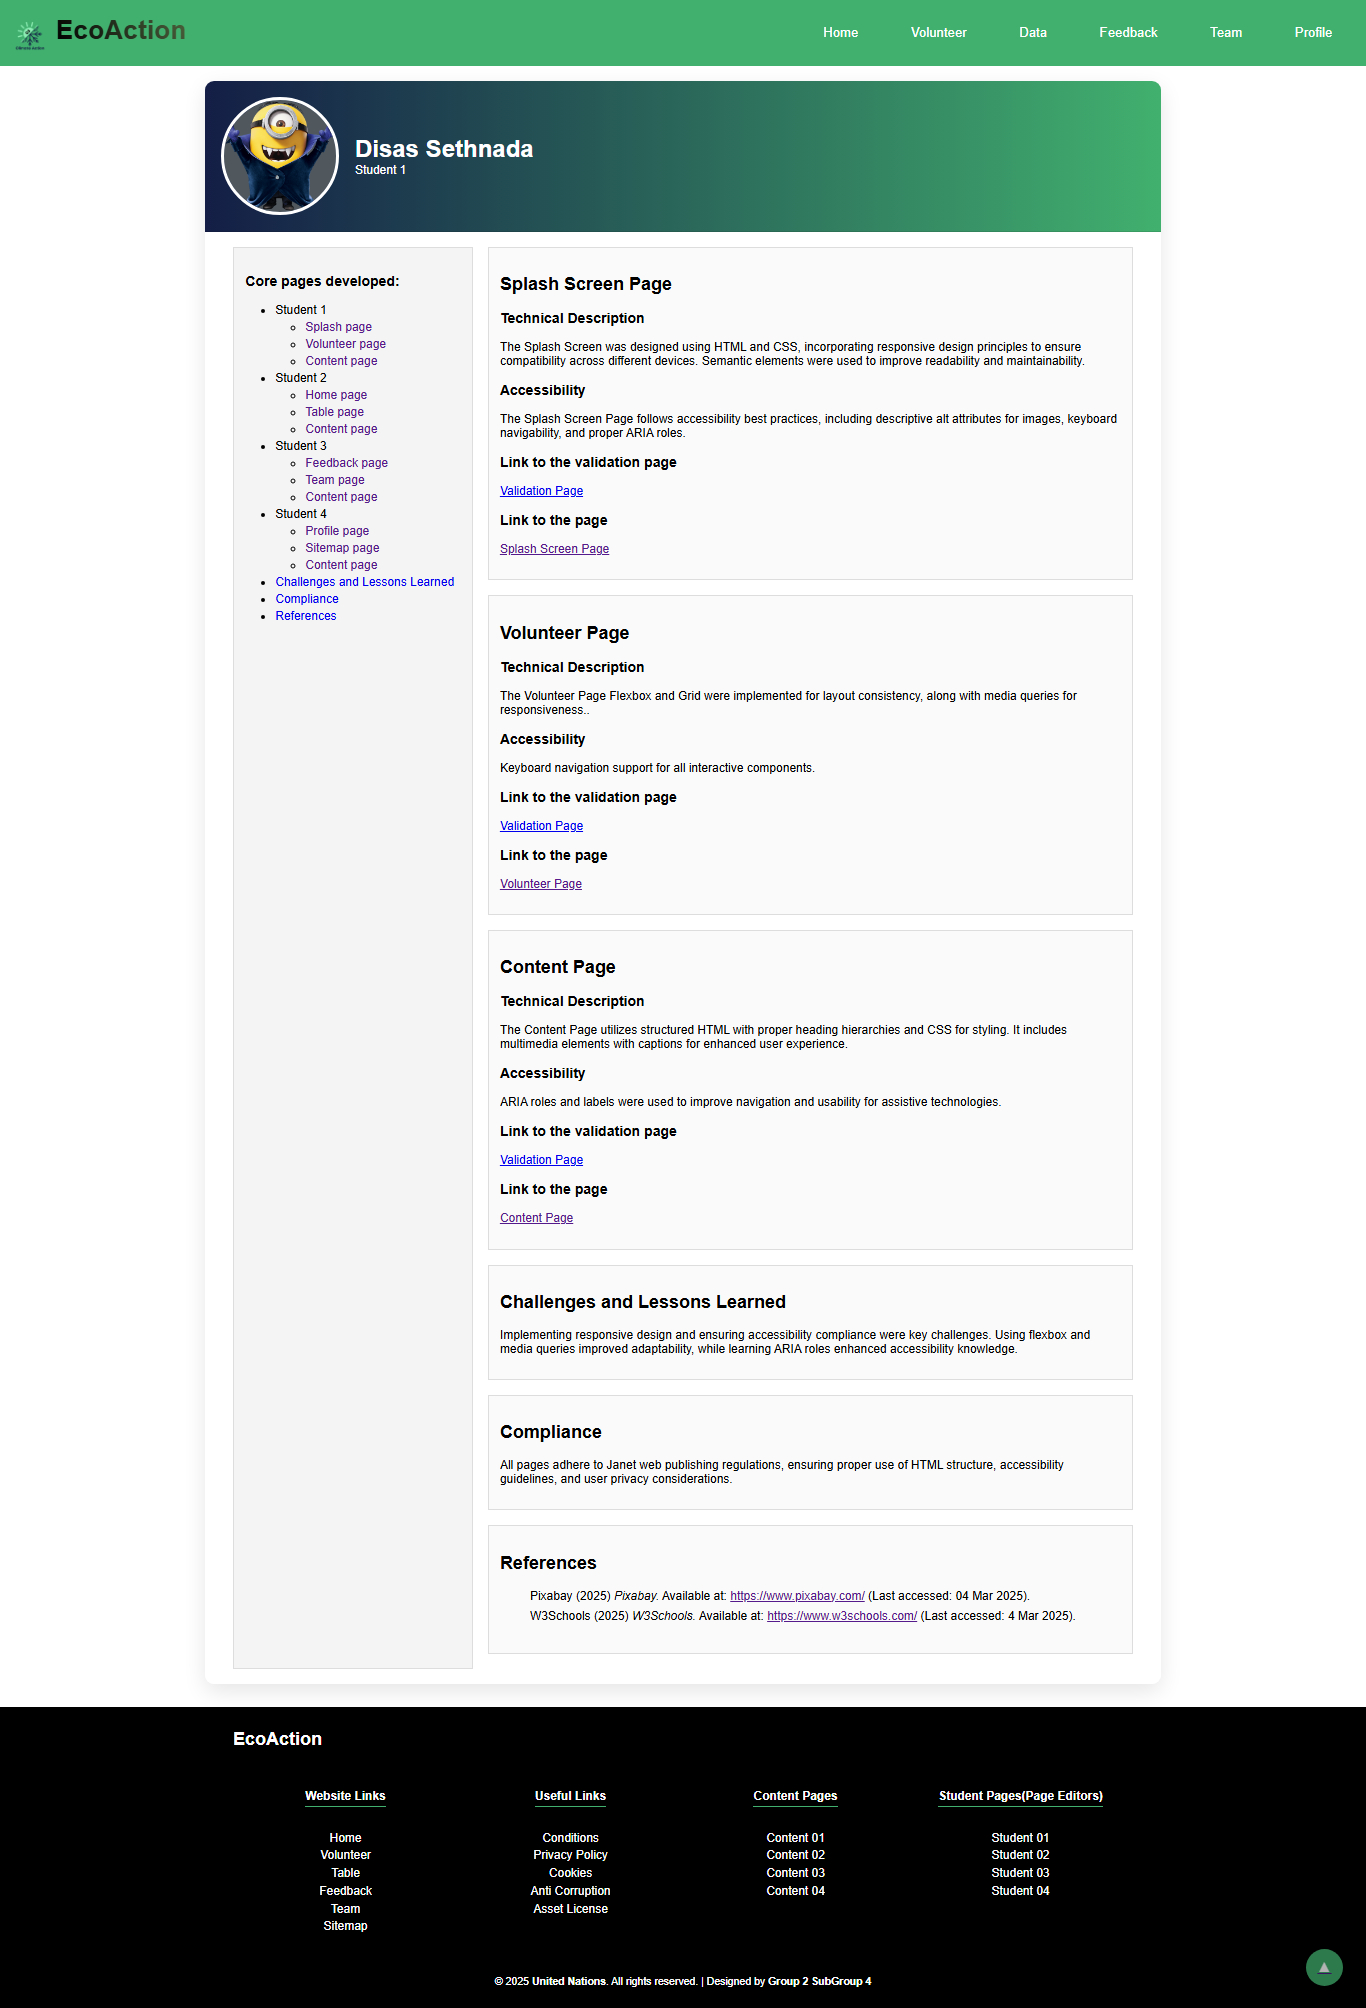 EcoAction
Home
Volunteer
Data
Feedback
Team
Profile
Disas Sethnada
Student 1
Core pages developed:
Student 1
Splash page
Volunteer page
Content page
Student 2
Home page
Table page
Content page
Student 3
Feedback page
Team page
Content page
Student 4
Profile page
Sitemap page
Content page
Challenges and Lessons Learned
Compliance
References
Splash Screen Page
Technical Description
The Splash Screen was designed using HTML and CSS, incorporating responsive design principles to ensure
compatibility across different devices. Semantic elements were used to improve readability and maintainability.
Accessibility
The Splash Screen Page follows accessibility best practices, including descriptive alt attributes for images, keyboard
navigability, and proper ARIA roles.
Link to the validation page
Validation Page
Link to the page
Splash Screen Page
Volunteer Page
Technical Description
The Volunteer Page Flexbox and Grid were implemented for layout consistency, along with media queries for
responsiveness..
Accessibility
Keyboard navigation support for all interactive components.
Link to the validation page
Validation Page
Link to the page
Volunteer Page
Content Page
Technical Description
The Content Page utilizes structured HTML with proper heading hierarchies and CSS for styling. It includes
multimedia elements with captions for enhanced user experience.
Accessibility
ARIA roles and labels were used to improve navigation and usability for assistive technologies.
Link to the validation page
Validation Page
Link to the page
Content Page
Challenges and Lessons Learned
Implementing responsive design and ensuring accessibility compliance were key challenges. Using flexbox and
media queries improved adaptability, while learning ARIA roles enhanced accessibility knowledge.
Compliance
All pages adhere to Janet web publishing regulations, ensuring proper use of HTML structure, accessibility
guidelines, and user privacy considerations.
References
Pixabay (2025) Pixabay. Available at: https://www.pixabay.com/ (Last accessed: 04 Mar 2025).
W3Schools (2025) W3Schools. Available at: https://www.w3schools.com/ (Last accessed: 4 Mar 2025).
EcoAction
Website Links
Home
Volunteer
Table
Feedback
Team
Sitemap
Useful Links
Conditions
Privacy Policy
Cookies
Anti Corruption
Asset License
Content Pages
Content 01
Content 02
Content 03
Content 04
Student Pages(Page Editors)
Student 01
Student 02
Student 03
Student 04
© 2025 United Nations. All rights reserved. | Designed by Group 2 SubGroup 4